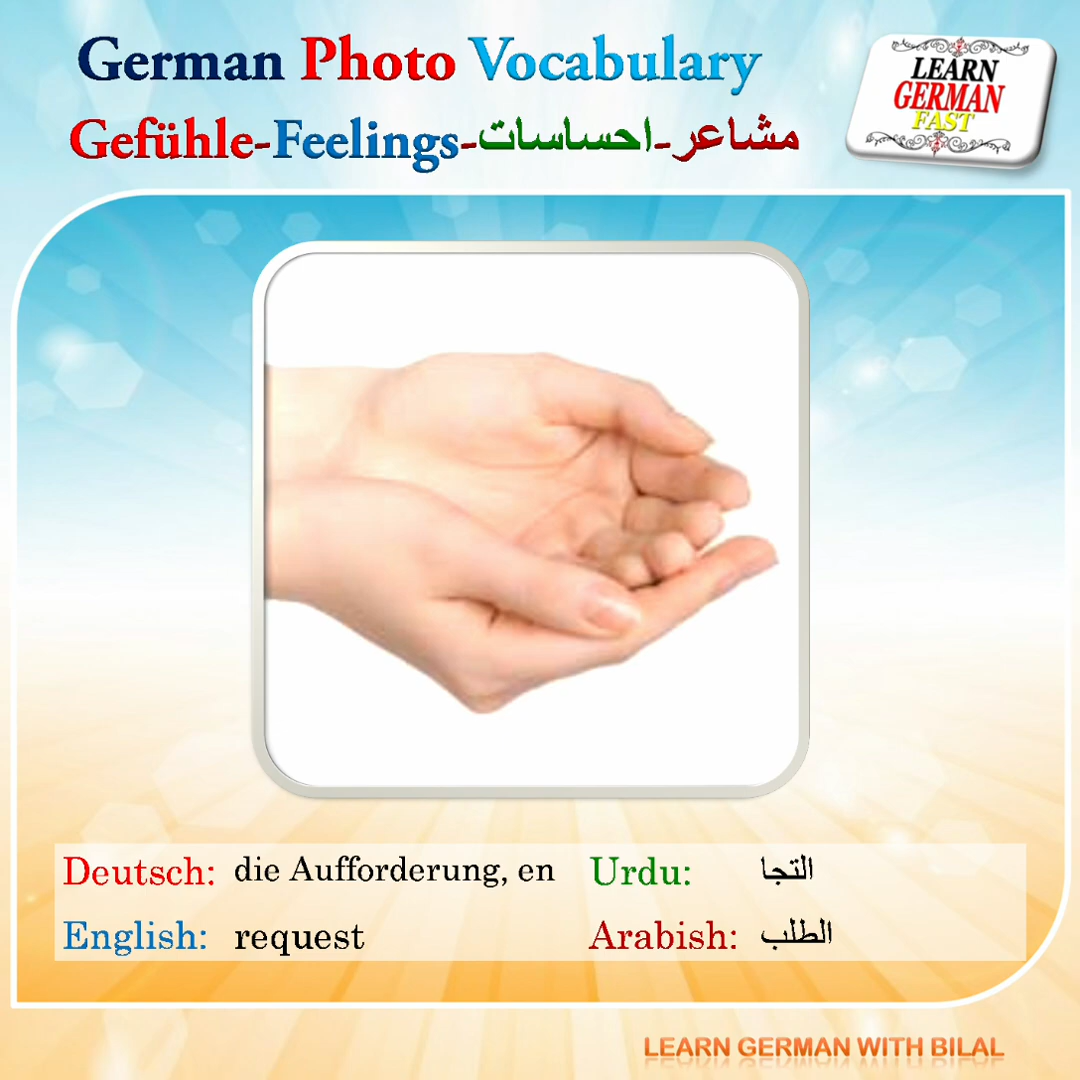 German Photo Vocabulary
Gefühle-Feelings-احساسات-مشاعر
LEARN
GERMAN
FAST
Deutsch: die Aufforderung, en
Urdu: التجا
English: request
Arabish: الطلب
LEARN GERMAN WITH BILAL